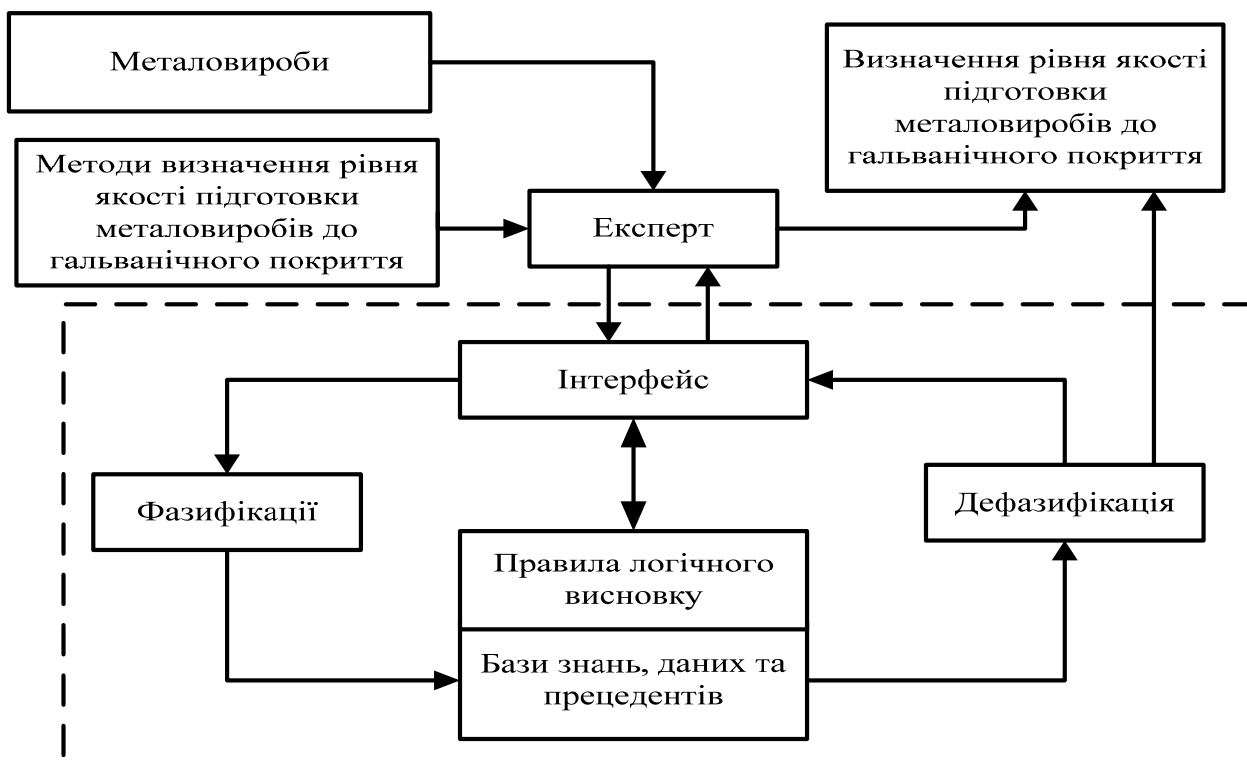 Металовироби
Визначення рівня якості
підготовки
металовиробів до
гальванічного покриття
Методи визначення рівня
якості підготовки
металовиробів до
гальванічного покриття
Експерт
Інтерфейс
Фазифікації
Дефазифікація
Правила логічного
висновку
Бази знань, даних та
прецедентів